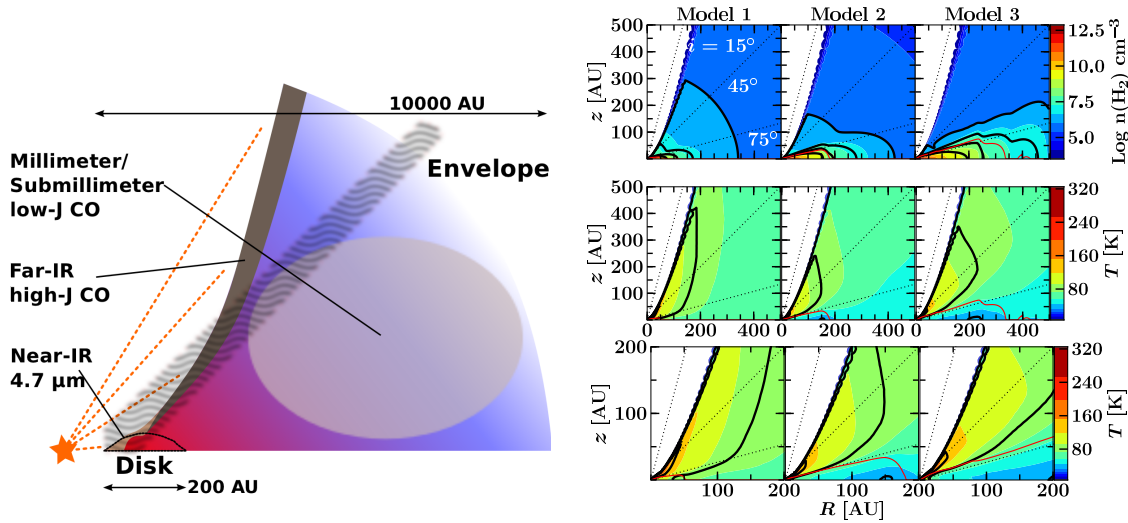 10000 AU
Millimeter/
Submillimeter
low-J CO
Envelope
Far-IR
high-J CO
Near-IR
4.7 μm
Disk
200 AU
Model 1 Model 2 Model 3
500
400
300
200
100
z [AU]
i = 15°
45°
75°
12.5
10.0
7.5
5.0
Log n(H₂) cm⁻³
500
400
300
200
100
z [AU]
0 200 400 0 200 400 0 200 400
320
240
160
80
T [K]
200
100
0
z [AU]
100 200 100 200 100 200
R [AU]
320
240
160
80
T [K]